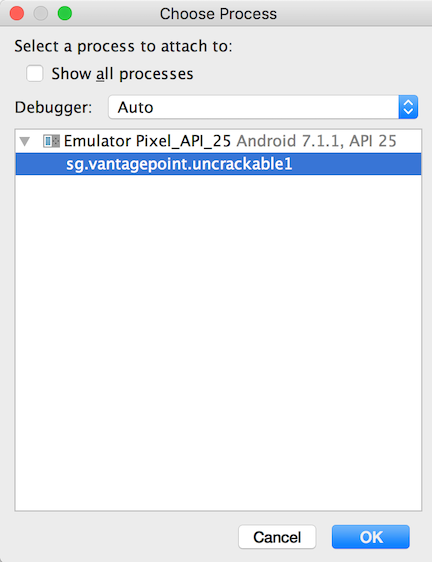 Choose Process
Select a process to attach to:
Show all processes
Debugger: Auto
Emulator Pixel_API_25 Android 7.1.1, API 25
sg.vantagepoint.uncrackable1
Cancel OK